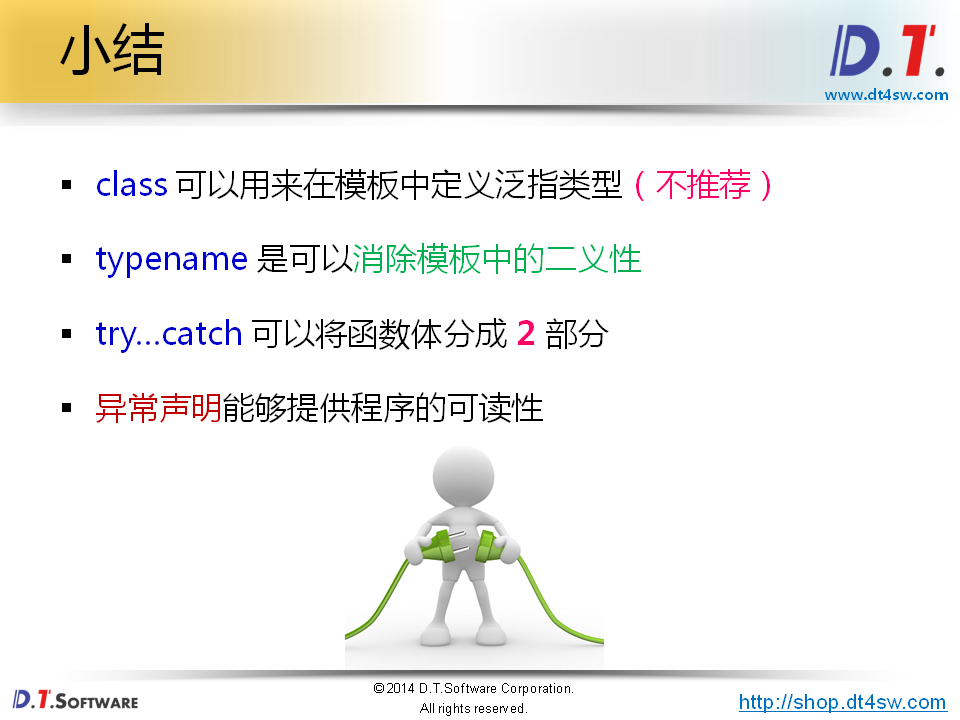 小结
D.T.
www.dt4sw.com
class 可以用来在模板中定义泛指类型（不推荐）
typename 是可以消除模板中的二义性
try...catch 可以将函数体分成 2 部分
异常声明能够提供程序的可读性
D.T.SOFTWARE
©2014 D.T.Software Corporation.
All rights reserved.
http://shop.dt4sw.com